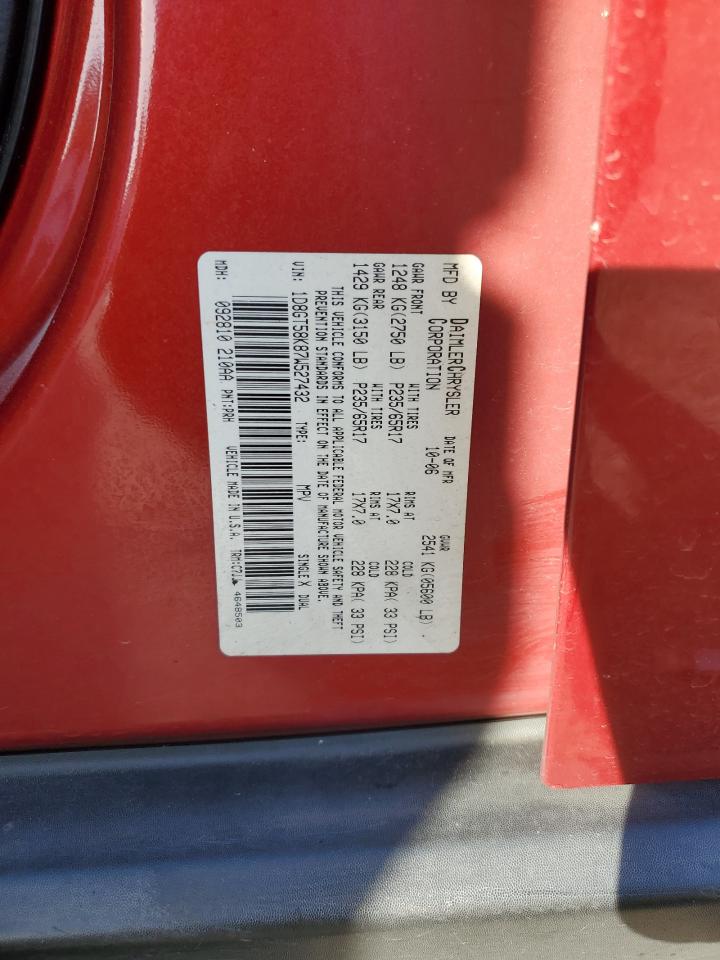 MFD BY DAIMLERCHRYSLER CORPORATION DATE OF MFR 10-06 GVWR 2541 KG(05600 LB)
GAWR FRONT WITH TIRES RIMS AT COLD
1248 KG(2750 LB) P235/65R17 17X7.0 228 KPA( 33 PSI)
GAWR REAR WITH TIRES RIMS AT COLD
1429 KG(3150 LB) P235/65R17 17X7.0 228 KPA( 33 PSI)
THIS VEHICLE CONFORMS TO ALL APPLICABLE FEDERAL MOTOR VEHICLE SAFETY AND THEFT
PREVENTION STANDARDS IN EFFECT ON THE DATE OF MANUFACTURE SHOWN ABOVE.
VIN: 1D8GT58K87W527432 TYPE: MPV SINGLE X DUAL
MDH: 092810 210AA PNT:PRH VEHICLE MADE IN U.S.A. 4648503